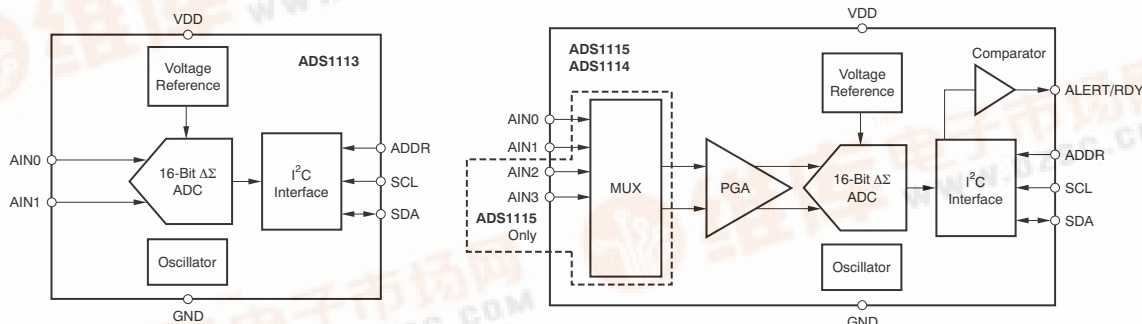 VDD
ADS1113
Voltage
Reference
AIN0
AIN1
16-Bit ΔΣ
ADC
I²C
Interface
ADDR
SCL
SDA
Oscillator
GND
VDD
ADS1115
ADS1114
Comparator
Voltage
Reference
ALERT/RDY
AIN0
AIN1
AIN2
AIN3
MUX
PGA
16-Bit ΔΣ
ADC
I²C
Interface
ADDR
SCL
SDA
ADS1115
Only
Oscillator
GND